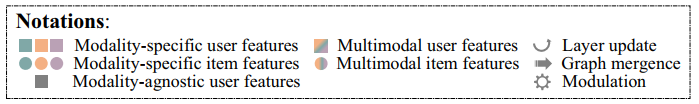 Notations:
Modality-specific user features Multimodal user features Layer update
Modality-specific item features Multimodal item features Graph mergence
Modality-agnostic user features Modulation